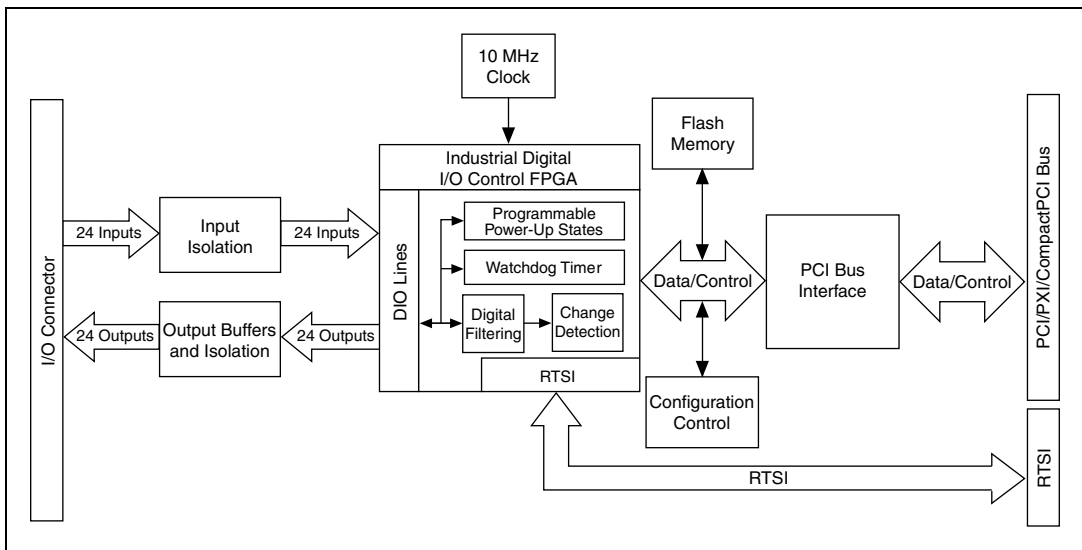 10 MHz
Clock
Flash
Memory
Industrial Digital
I/O Control FPGA
I/O Connector
24 Inputs
Input
Isolation
24 Inputs
DIO Lines
Programmable
Power-Up States
Watchdog Timer
Digital
Filtering
Change
Detection
RTSI
Data/Control
PCI Bus
Interface
Data/Control
PCI/PXI/CompactPCI Bus
24 Outputs
Output Buffers
and Isolation
24 Outputs
Configuration
Control
RTSI
RTSI